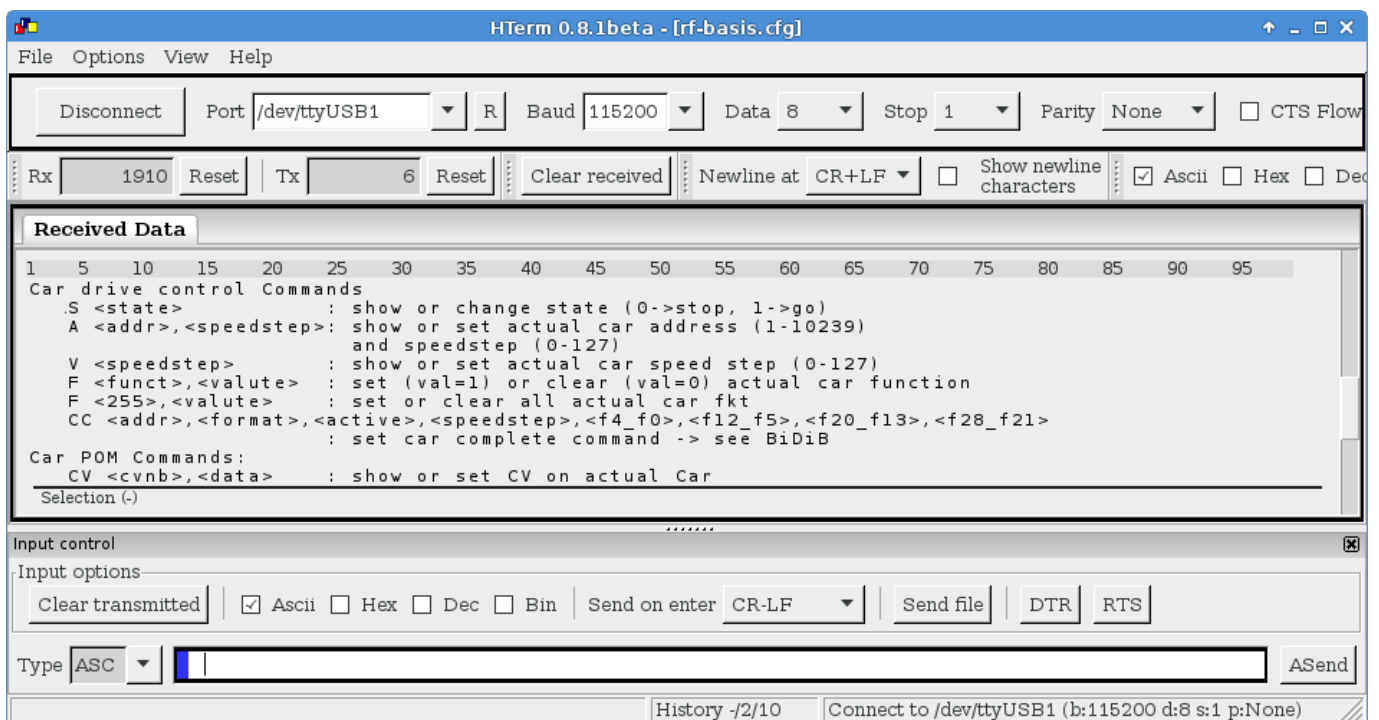 HTerm 0.8.1beta - [rf-basis.cfg]
File Options View Help
Disconnect Port /dev/ttyUSB1 R Baud 115200 Data 8 Stop 1 Parity None CTS Flow
Rx 1910 Reset Tx 6 Reset Clear received Newline at CR+LF Show newline characters Ascii Hex Dec
Received Data
1 5 10 15 20 25 30 35 40 45 50 55 60 65 70 75 80 85 90 95
Car drive control Commands
S <state> : show or change state (0->stop, 1->go)
A <addr>,<speedstep>: show or set actual car address (1-10239)
and speedstep (0-127)
V <speedstep> : show or set actual car speed step (0-127)
F <funct>,<valute> : set (val=1) or clear (val=0) actual car function
F <255>,<valute> : set or clear all actual car fkt
CC <addr>,<format>,<active>,<speedstep>,<f4_f0>,<f12_f5>,<f20_f13>,<f28_f21>
: set car complete command -> see BiDiB
Car POM Commands:
CV <cvnb>,<data> : show or set CV on actual Car
Selection (-)
Input control
Input options
Clear transmitted Ascii Hex Dec Bin Send on enter CR-LF Send file DTR RTS
Type ASC ASend
History -/2/10 Connect to /dev/ttyUSB1 (b:115200 d:8 s:1 p:None)